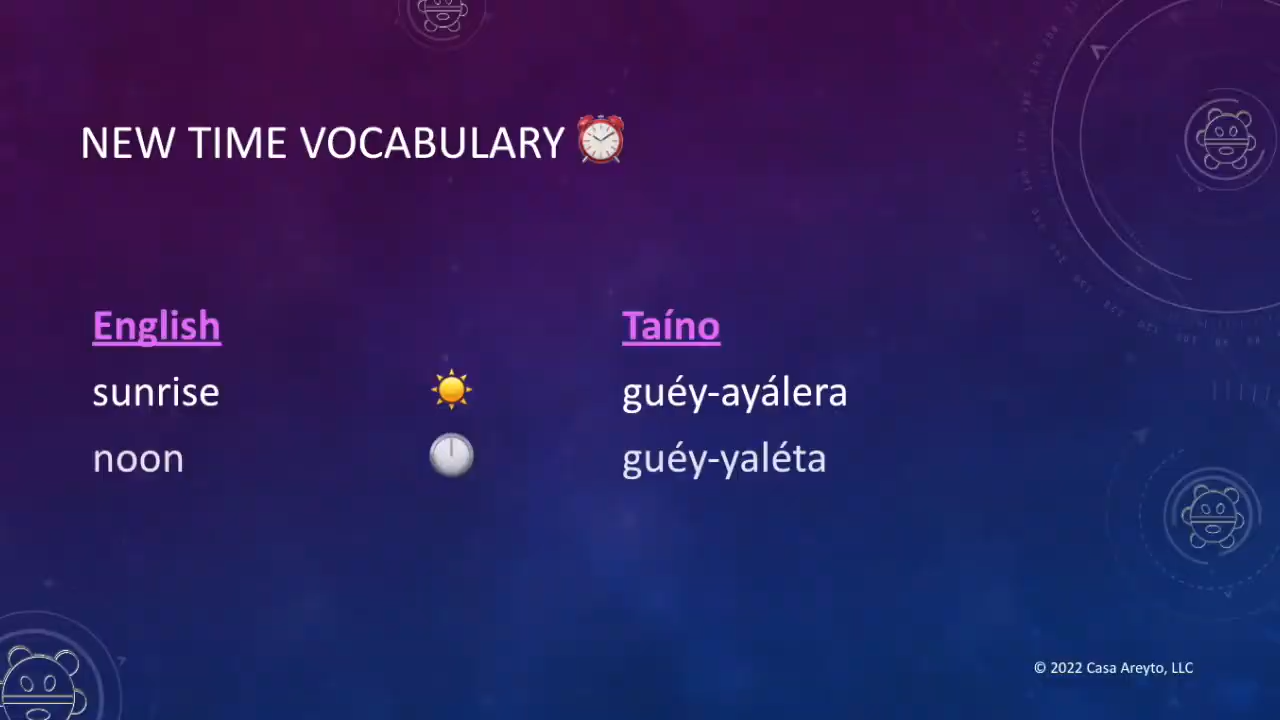 NEW TIME VOCABULARY ⏰
English Taíno
sunrise ☀️ guéy-ayálera
noon 🕛 guéy-yaléta
© 2022 Casa Areyto, LLC